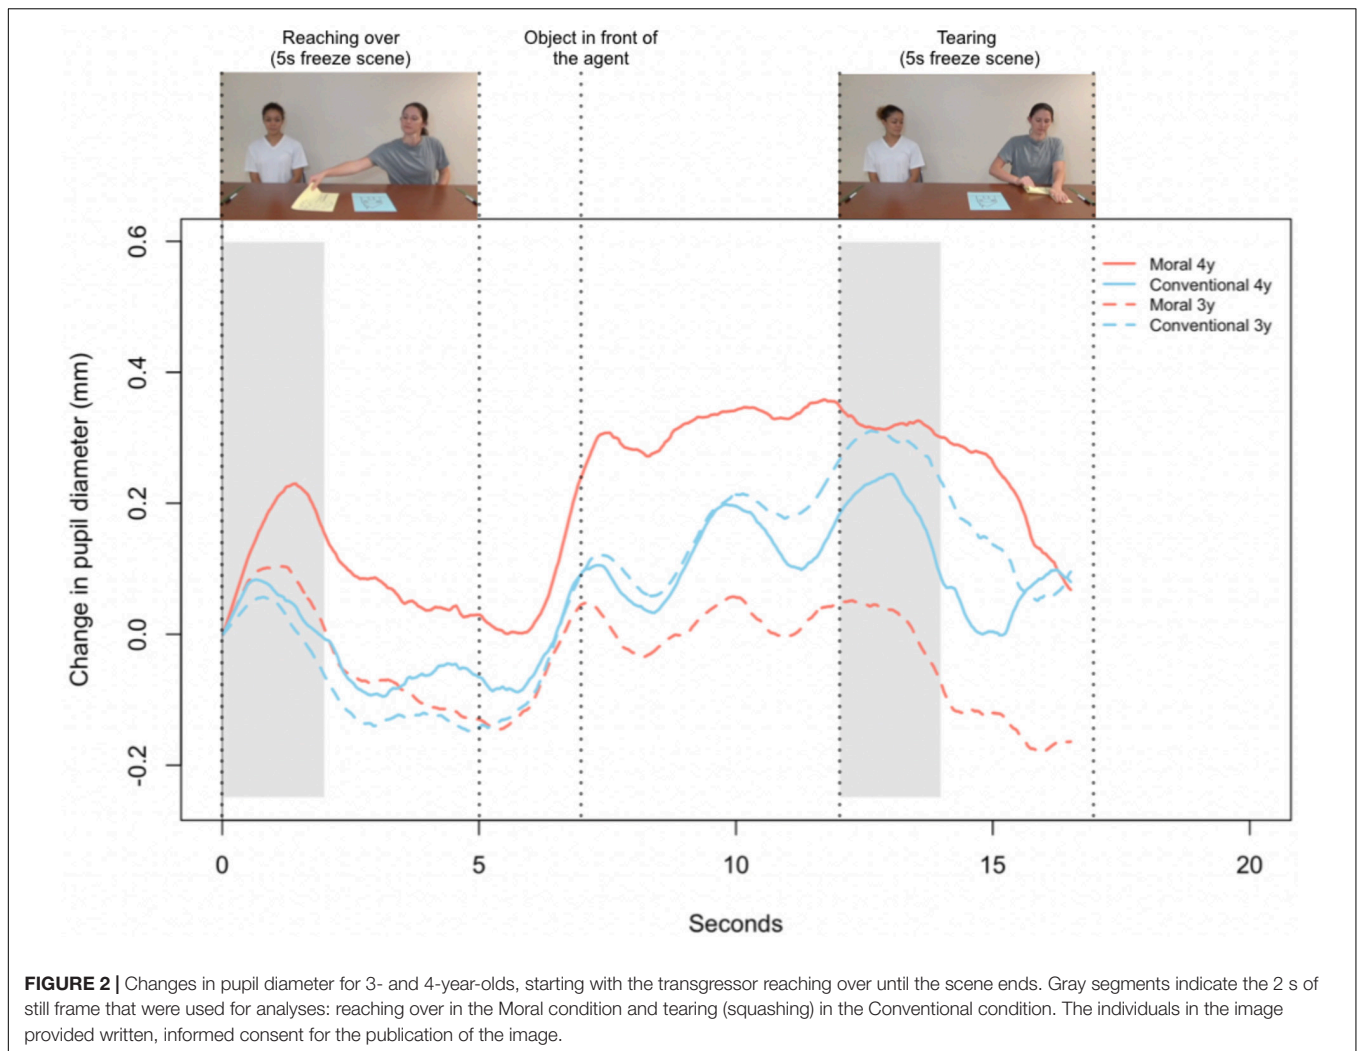 Reaching over
(5s freeze scene)
Object in front of
the agent
Tearing
(5s freeze scene)
Change in pupil diameter (mm)
0.6
0.4
0.2
0.0
-0.2
Moral 4y
Conventional 4y
Moral 3y
Conventional 3y
0
5
10
15
20
Seconds
FIGURE 2 | Changes in pupil diameter for 3- and 4-year-olds, starting with the transgressor reaching over until the scene ends. Gray segments indicate the 2 s of
still frame that were used for analyses: reaching over in the Moral condition and tearing (squashing) in the Conventional condition. The individuals in the image
provided written, informed consent for the publication of the image.